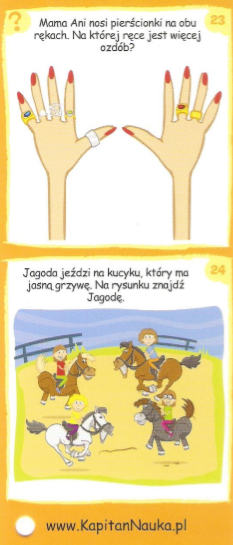 ?
23
Mama Ani nosi pierścionki na obu
rękach. Na której ręce jest więcej
ozdób?
24
Jagoda jeździ na kucyku, który ma
jasną grzywę. Na rysunku znajdź
Jagodę.
www.KapitanNauka.pl